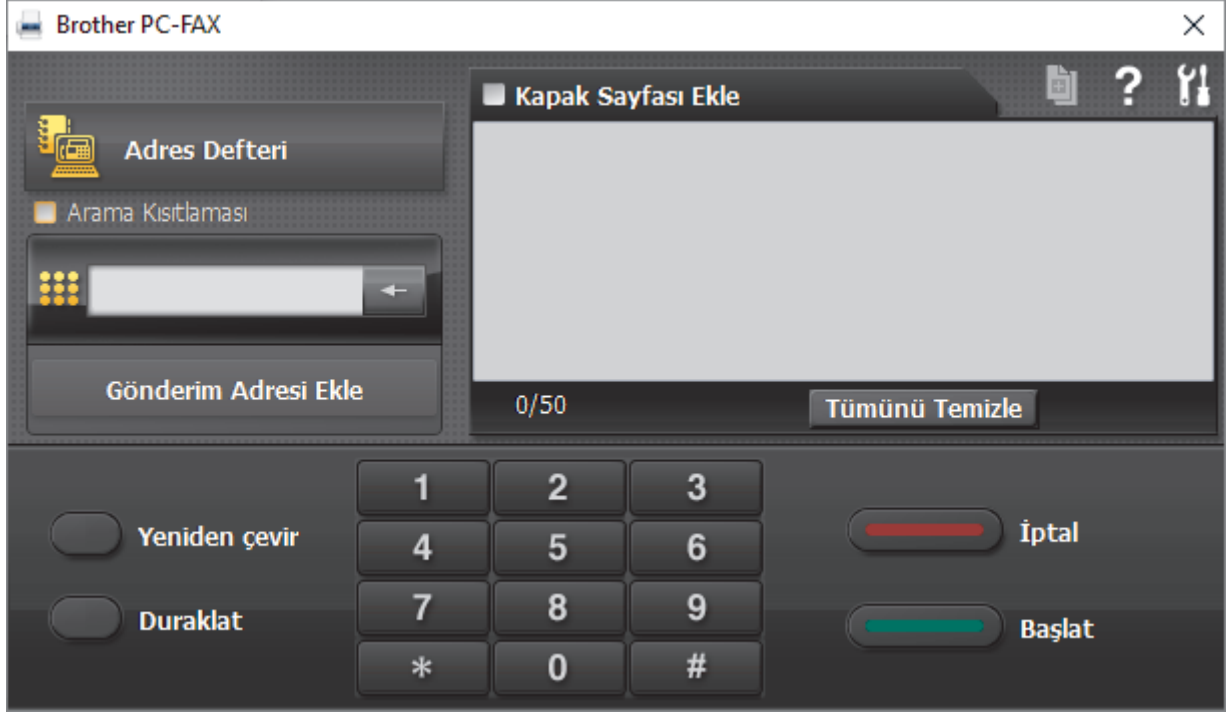 Brother PC-FAX
Kapak Sayfası Ekle
?
Adres Defteri
Arama Kısıtlaması
Gönderim Adresi Ekle
0/50
Tümünü Temizle
1 2 3
Yeniden çevir
4 5 6
İptal
7 8 9
Duraklat
Başlat
* 0 #